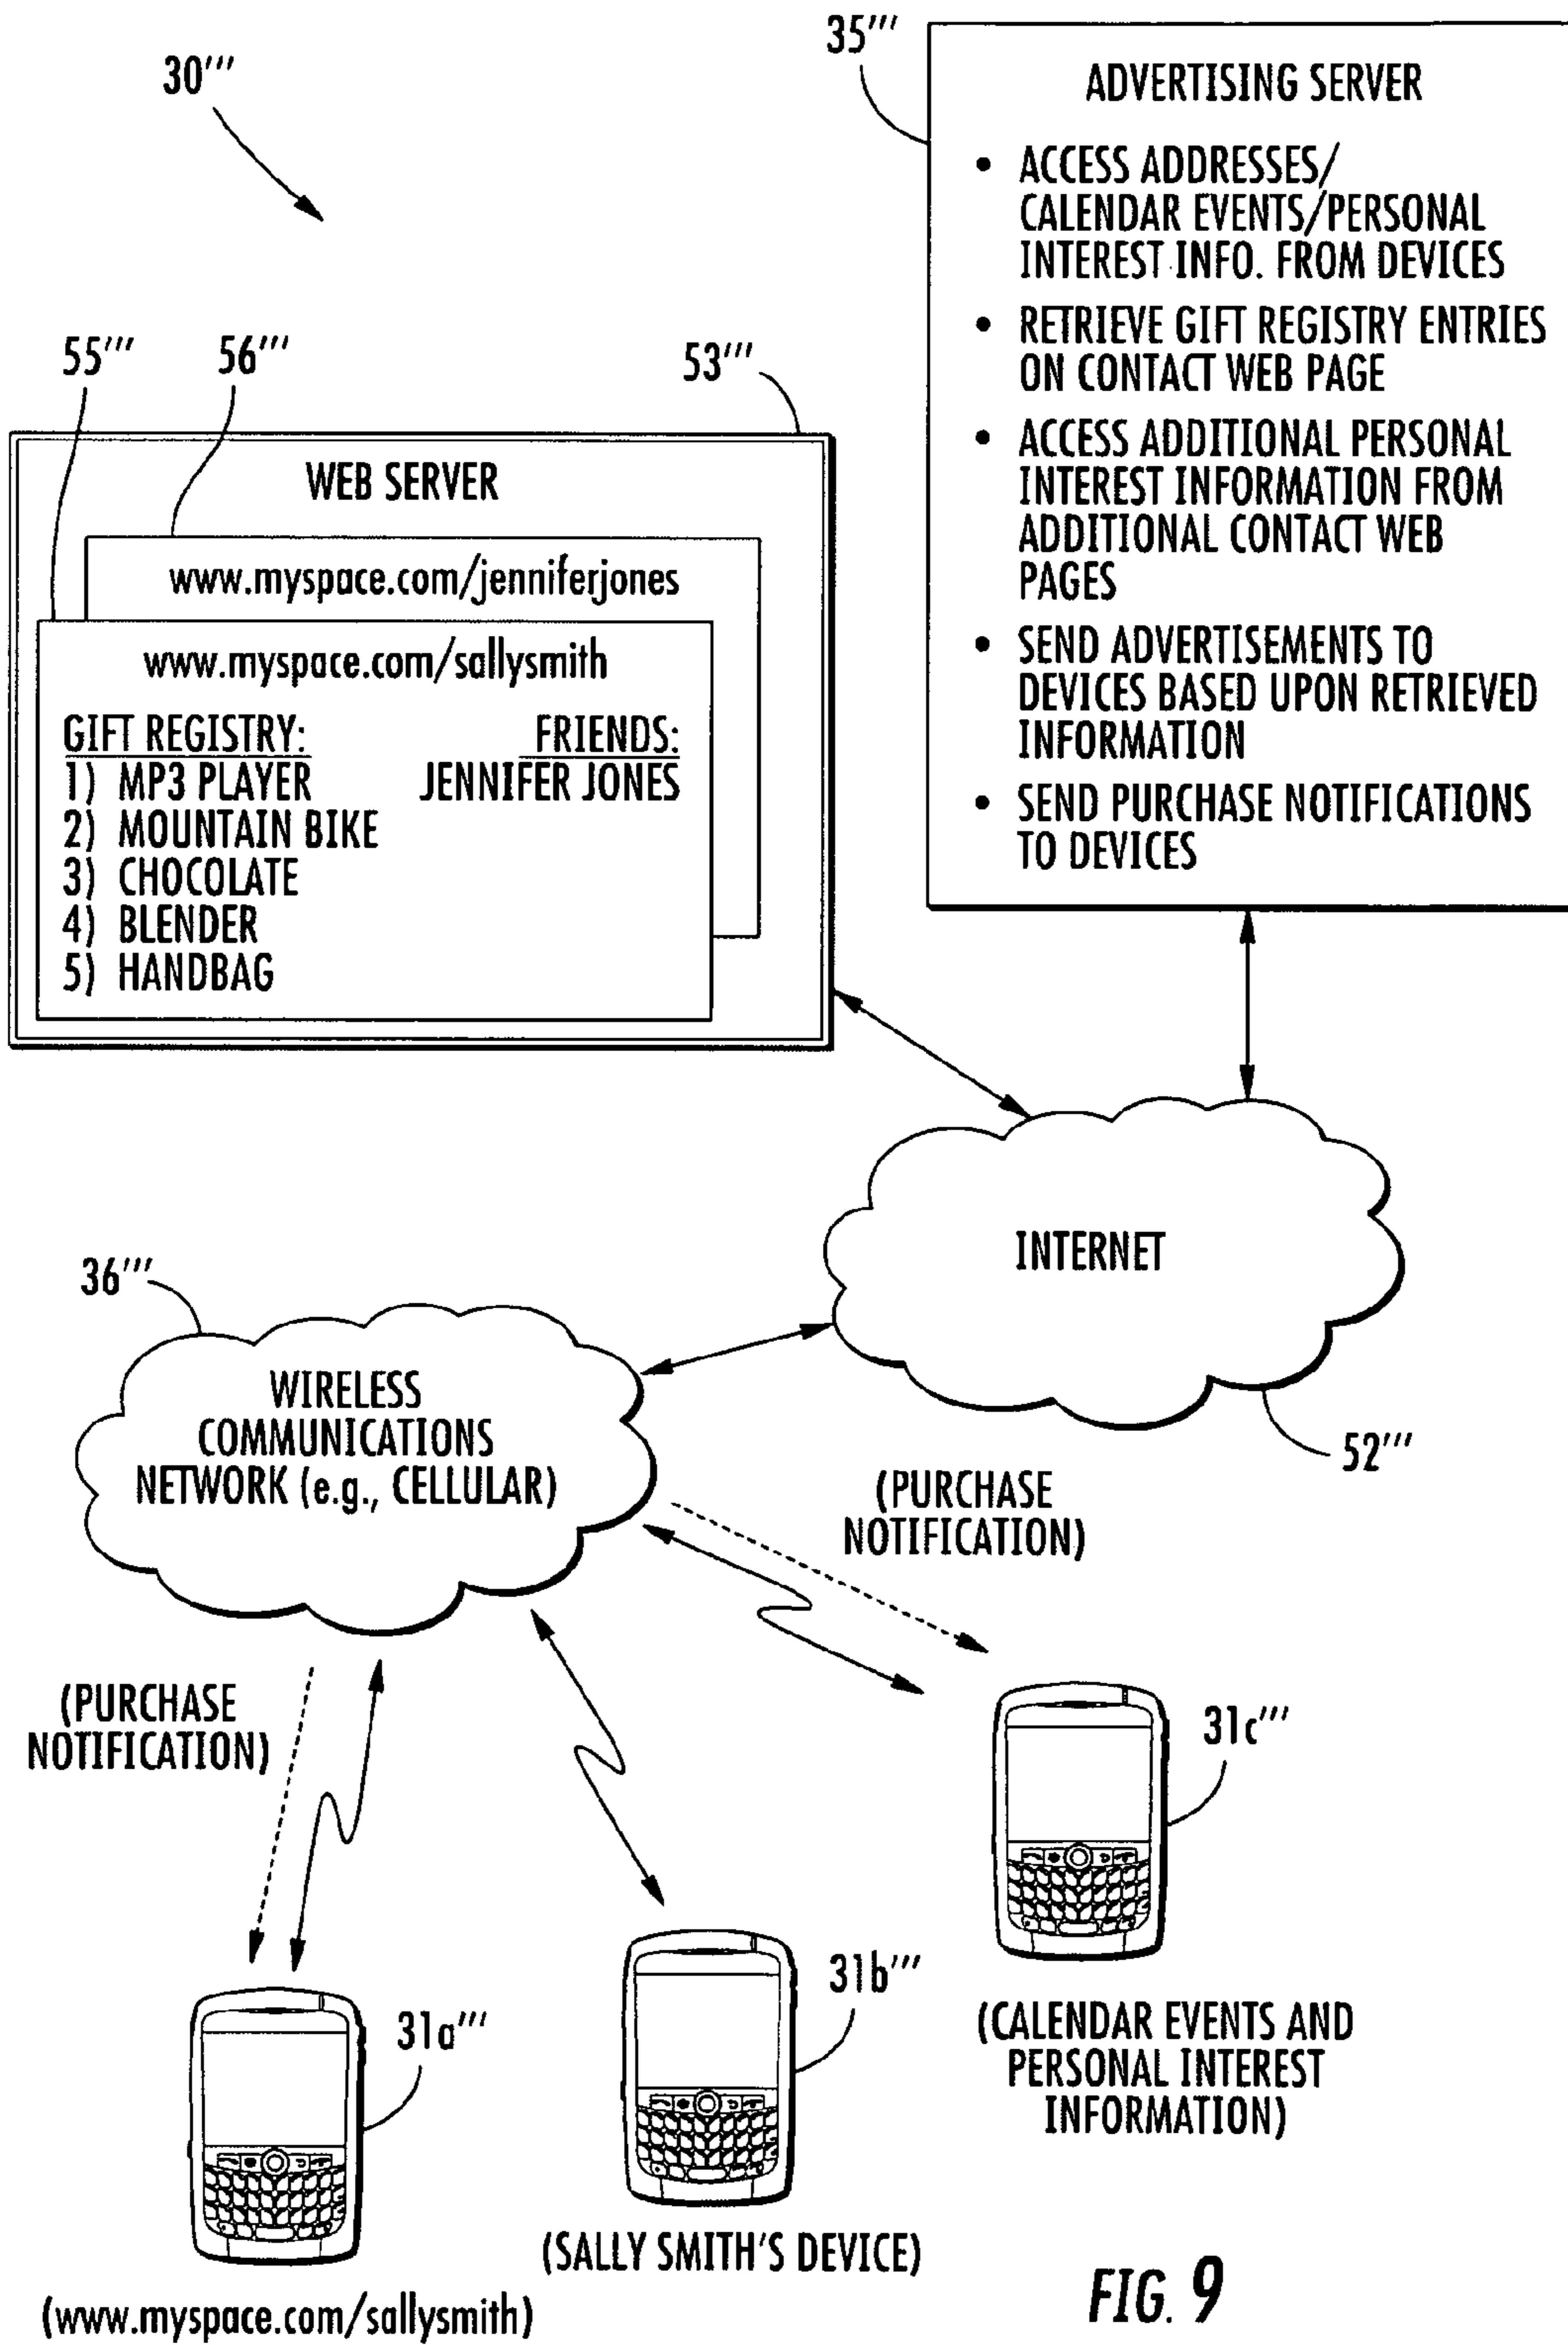 30'''
35'''
ADVERTISING SERVER
• ACCESS ADDRESSES/
CALENDAR EVENTS/PERSONAL
INTEREST INFO. FROM DEVICES
• RETRIEVE GIFT REGISTRY ENTRIES
ON CONTACT WEB PAGE
• ACCESS ADDITIONAL PERSONAL
INTEREST INFORMATION FROM
ADDITIONAL CONTACT WEB
PAGES
• SEND ADVERTISEMENTS TO
DEVICES BASED UPON RETRIEVED
INFORMATION
• SEND PURCHASE NOTIFICATIONS
TO DEVICES
55'''
56'''
53'''
WEB SERVER
www.myspace.com/jenniferjones
www.myspace.com/sallysmith
GIFT REGISTRY:
1) MP3 PLAYER
2) MOUNTAIN BIKE
3) CHOCOLATE
4) BLENDER
5) HANDBAG
FRIENDS:
JENNIFER JONES
INTERNET
52'''
36'''
WIRELESS
COMMUNICATIONS
NETWORK (e.g., CELLULAR)
(PURCHASE
NOTIFICATION)
(PURCHASE
NOTIFICATION)
31c'''
31b'''
31a'''
(CALENDAR EVENTS AND
PERSONAL INTEREST
INFORMATION)
(SALLY SMITH'S DEVICE)
(www.myspace.com/sallysmith)
FIG. 9